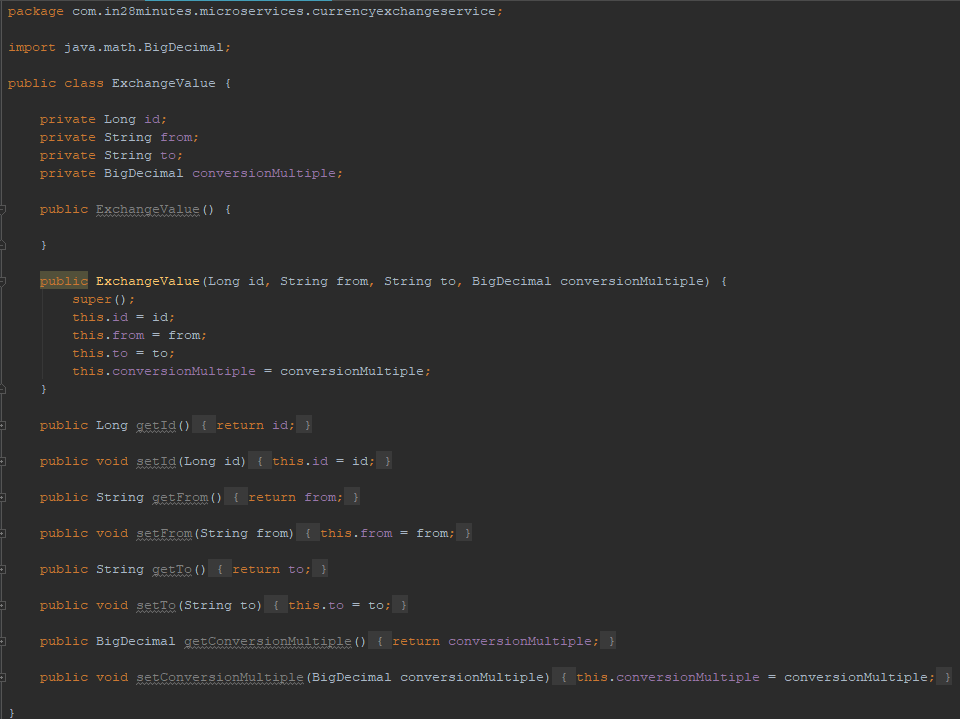 package com.in28minutes.microservices.currencyexchangeservice;
import java.math.BigDecimal;
public class ExchangeValue {
private Long id;
private String from;
private String to;
private BigDecimal conversionMultiple;
public ExchangeValue() {
}
public ExchangeValue(Long id, String from, String to, BigDecimal conversionMultiple) {
super();
this.id = id;
this.from = from;
this.to = to;
this.conversionMultiple = conversionMultiple;
}
public Long getId() { return id; }
public void setId(Long id) { this.id = id; }
public String getFrom() { return from; }
public void setFrom(String from) { this.from = from; }
public String getTo() { return to; }
public void setTo(String to) { this.to = to; }
public BigDecimal getConversionMultiple() { return conversionMultiple; }
public void setConversionMultiple(BigDecimal conversionMultiple) { this.conversionMultiple = conversionMultiple; }
}